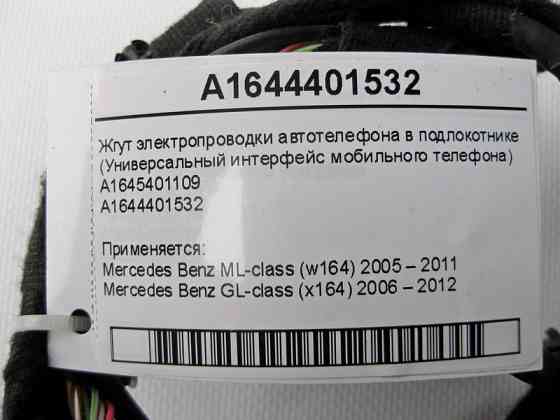 A1644401532
Жгут электропроводки автотелефона в подлокотнике
(Универсальный интерфейс мобильного телефона)
A1645401109
A1644401532
Применяется:
Mercedes Benz ML-class (w164) 2005 – 2011
Mercedes Benz GL-class (x164) 2006 – 2012